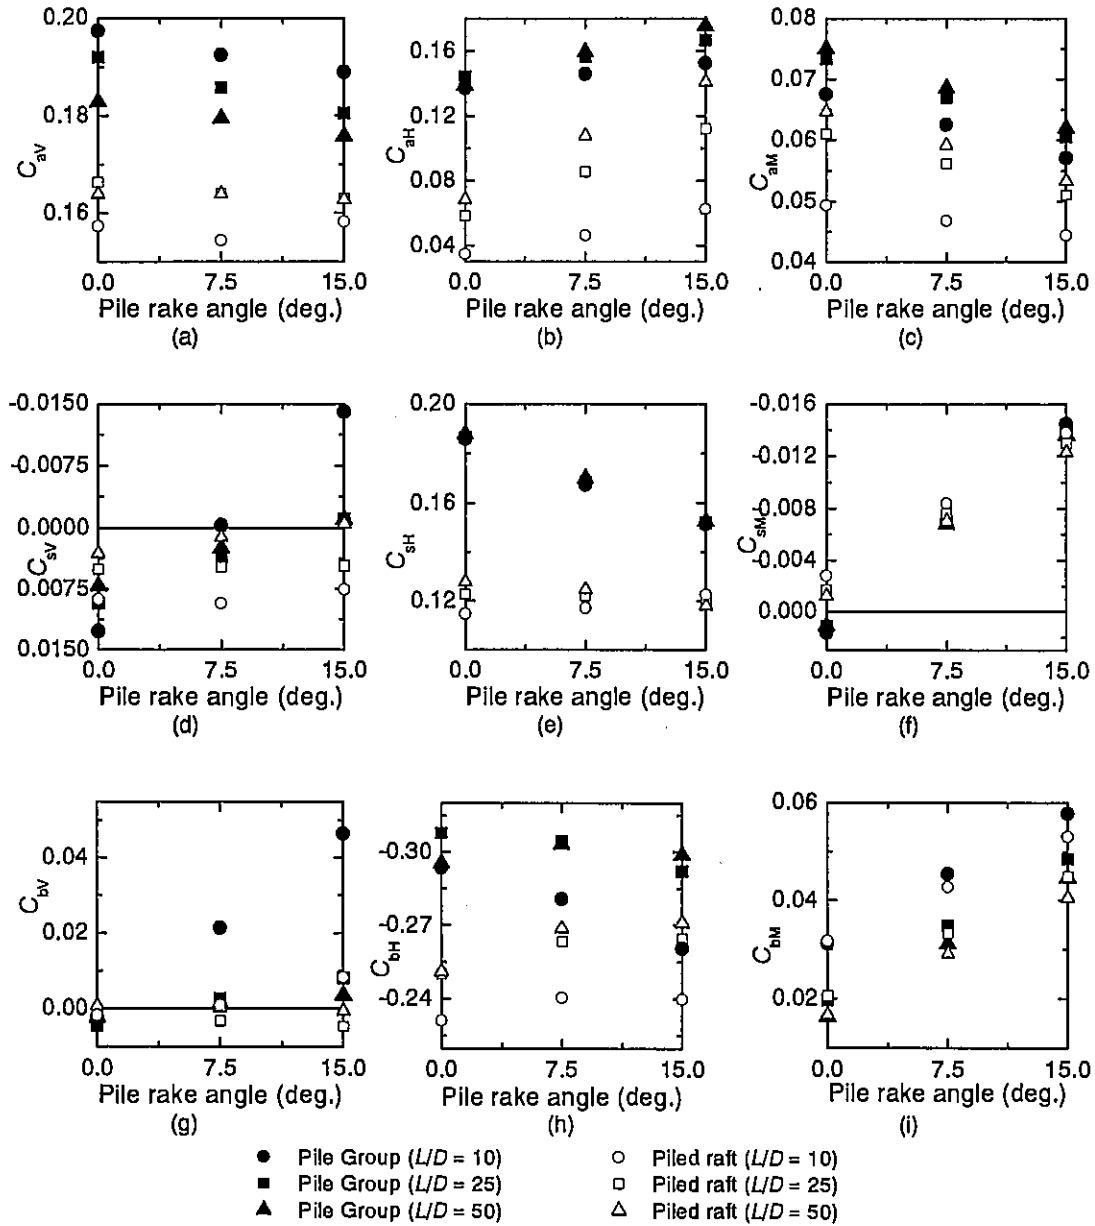 0.20 0.16 0.08
0.18 0.12 0.07
0.16 0.08 0.06
0.04 0.05
0.04
C_aV C_aH C_aM
0.0 7.5 15.0 0.0 7.5 15.0 0.0 7.5 15.0
Pile rake angle (deg.) Pile rake angle (deg.) Pile rake angle (deg.)
(a) (b) (c)
-0.0150 0.20 -0.016
-0.0075 0.16 -0.012
0.0000 0.12 -0.008
0.0075 -0.004
0.0150 0.000
C_sV C_sH C_sM
0.0 7.5 15.0 0.0 7.5 15.0 0.0 7.5 15.0
Pile rake angle (deg.) Pile rake angle (deg.) Pile rake angle (deg.)
(d) (e) (f)
0.04 -0.30 0.06
0.02 -0.27 0.04
0.00 -0.24 0.02
C_bV C_bH C_bM
0.0 7.5 15.0 0.0 7.5 15.0 0.0 7.5 15.0
Pile rake angle (deg.) Pile rake angle (deg.) Pile rake angle (deg.)
(g) (h) (i)
Pile Group (L/D = 10) Piled raft (L/D = 10)
Pile Group (L/D = 25) Piled raft (L/D = 25)
Pile Group (L/D = 50) Piled raft (L/D = 50)